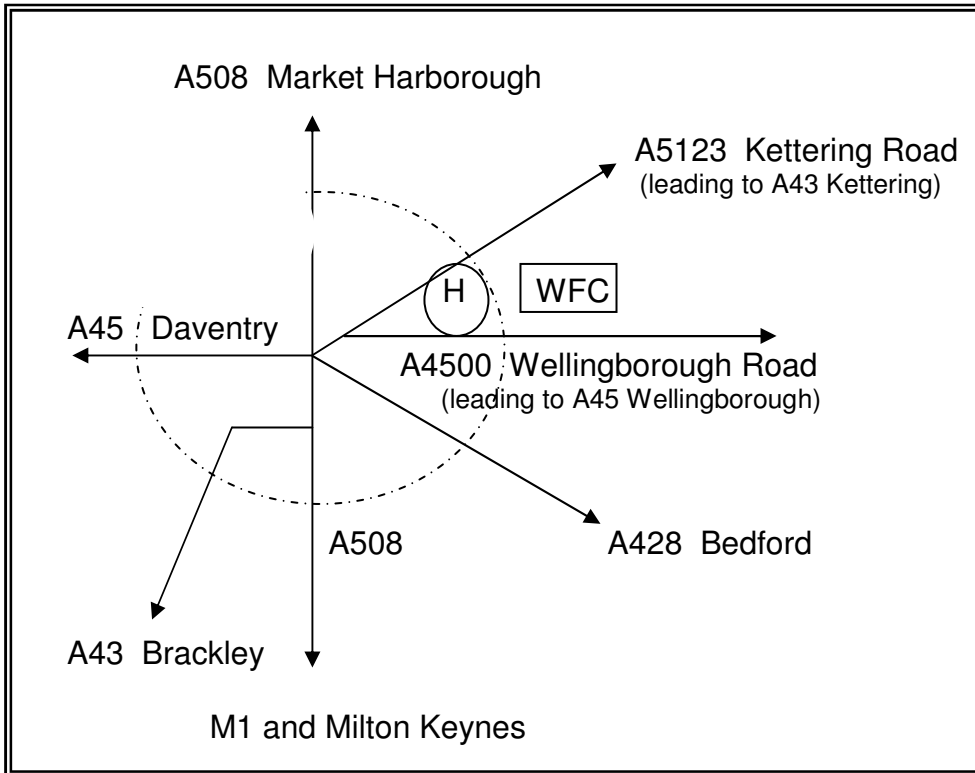 A508  Market Harborough
A5123  Kettering Road
(leading to A43 Kettering)
H
WFC
A45  Daventry
A4500  Wellingborough Road
(leading to A45 Wellingborough)
A508
A428  Bedford
A43  Brackley
M1 and Milton Keynes